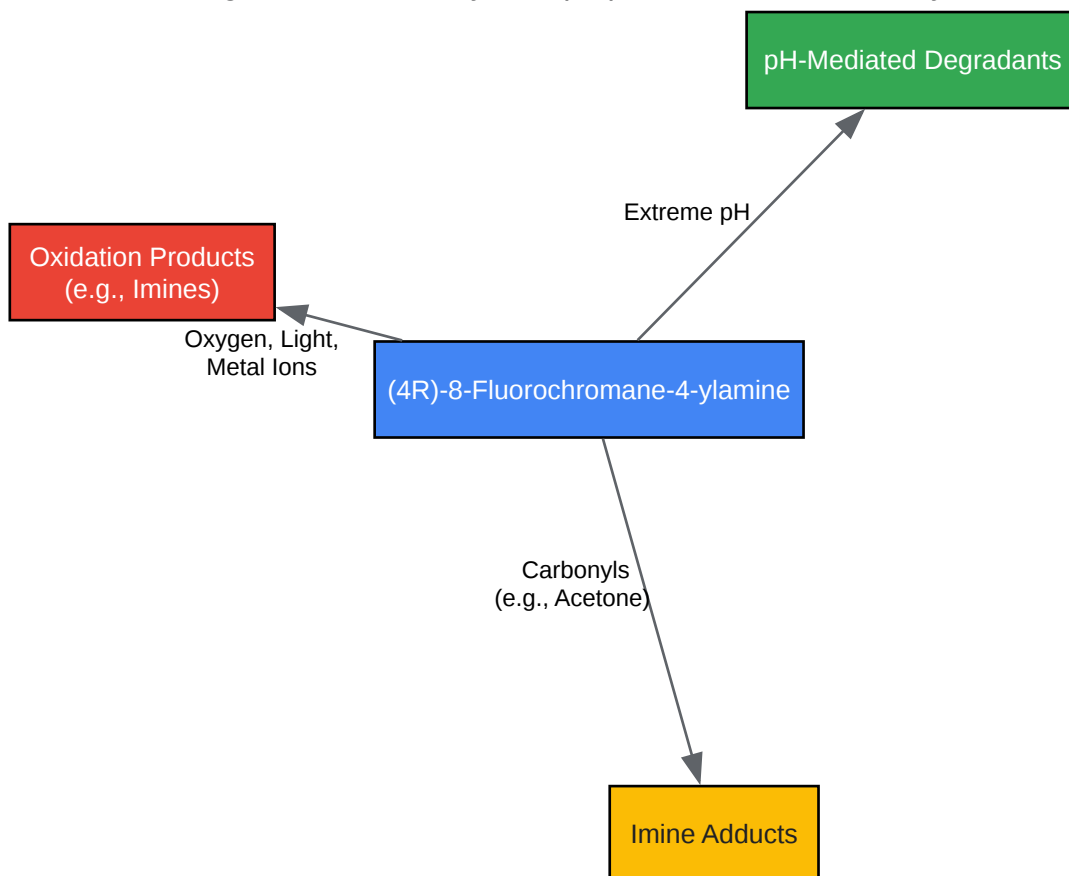 pH-Mediated Degradants
Extreme pH
Oxidation Products
(e.g., Imines)
Oxygen, Light,
Metal Ions
(4R)-8-Fluorochromane-4-ylamine
Carbonyls
(e.g., Acetone)
Imine Adducts